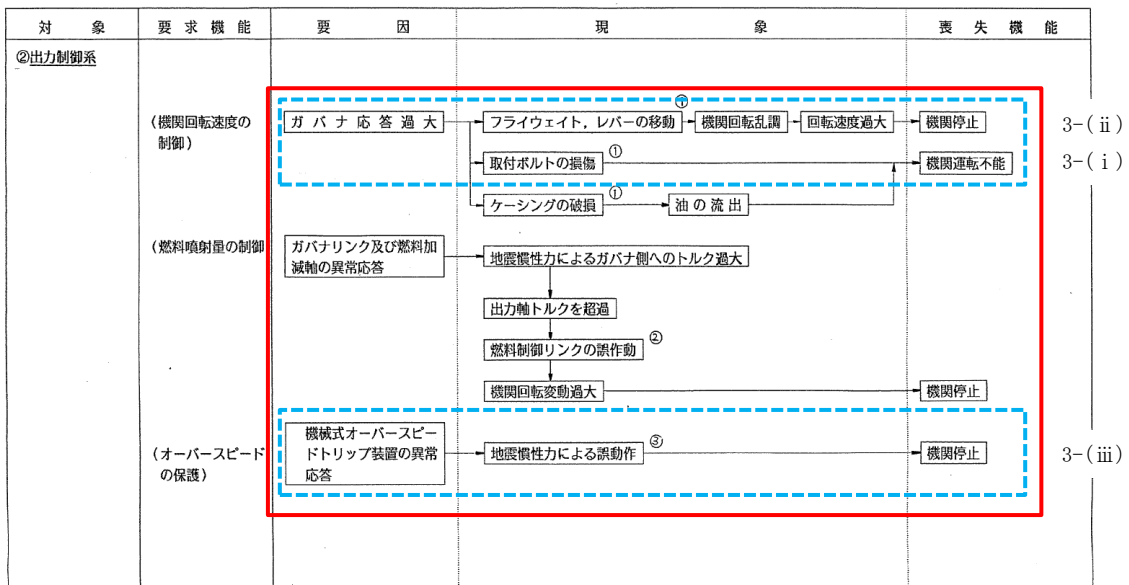 対 象 要 求 機 能 要 因 現 象 喪 失 機 能
②出力制御系
(機関回転速度の
制御)
ガ バ ナ 応 答 過 大
フライウェイト，レバーの移動
①
機関回転乱調
回転速度過大
機関停止
3-(ⅱ)
取付ボルトの損傷
①
機関運転不能
3-(ⅰ)
ケーシングの破損
①
油 の 流 出
(燃料噴射量の制御
ガバナリンク及び燃料加
減軸の異常応答
地震慣性力によるガバナ側へのトルク過大
出力軸トルクを超過
燃料制御リンクの誤作動
②
機関回転変動過大
機関停止
(オーバースピード
の保護)
機械式オーバースピー
ドトリップ装置の異常
応答
地震慣性力による誤動作
③
機関停止
3-(ⅲ)